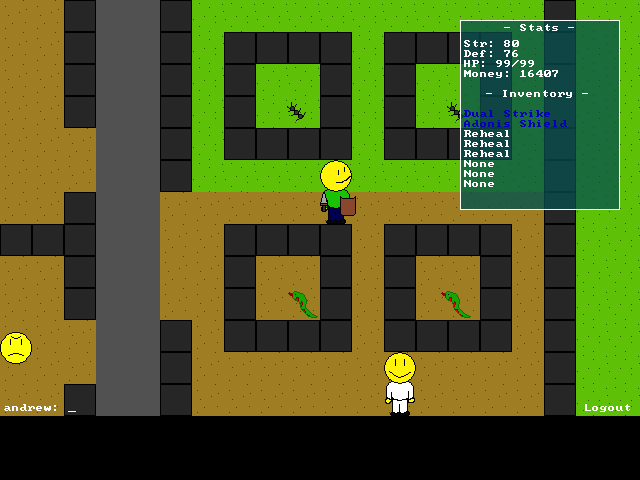 - Stats -
Str: 80
Def: 76
HP: 99/99
Money: 16407
- Inventory -
Dual Strike
Adonis Shield
Reheal
Reheal
Reheal
None
None
None
andrew: _
Logout